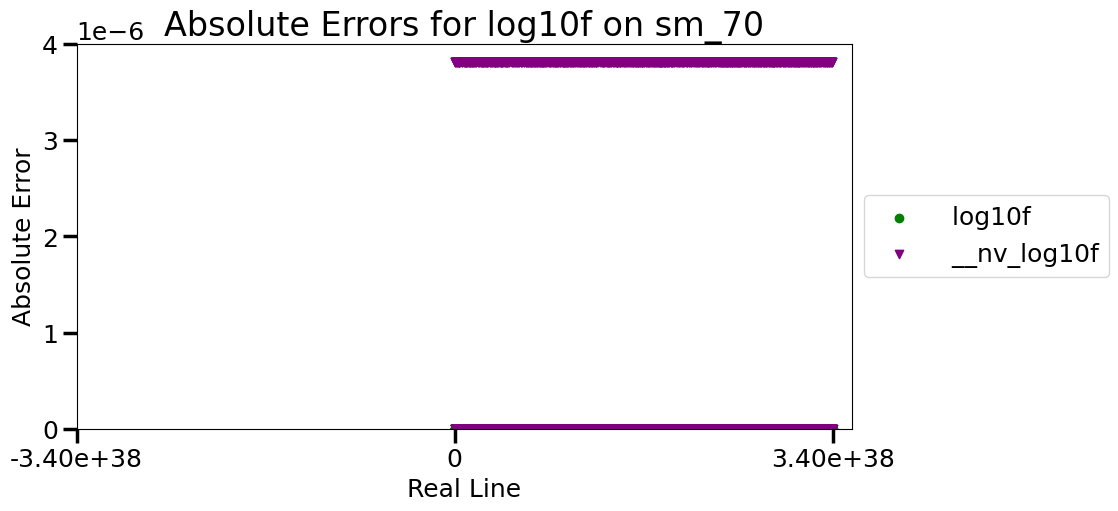 Absolute Errors for log10f on sm_70
1e−6
4
3
2
1
0
Absolute Error
-3.40e+38
0
3.40e+38
Real Line
log10f
__nv_log10f